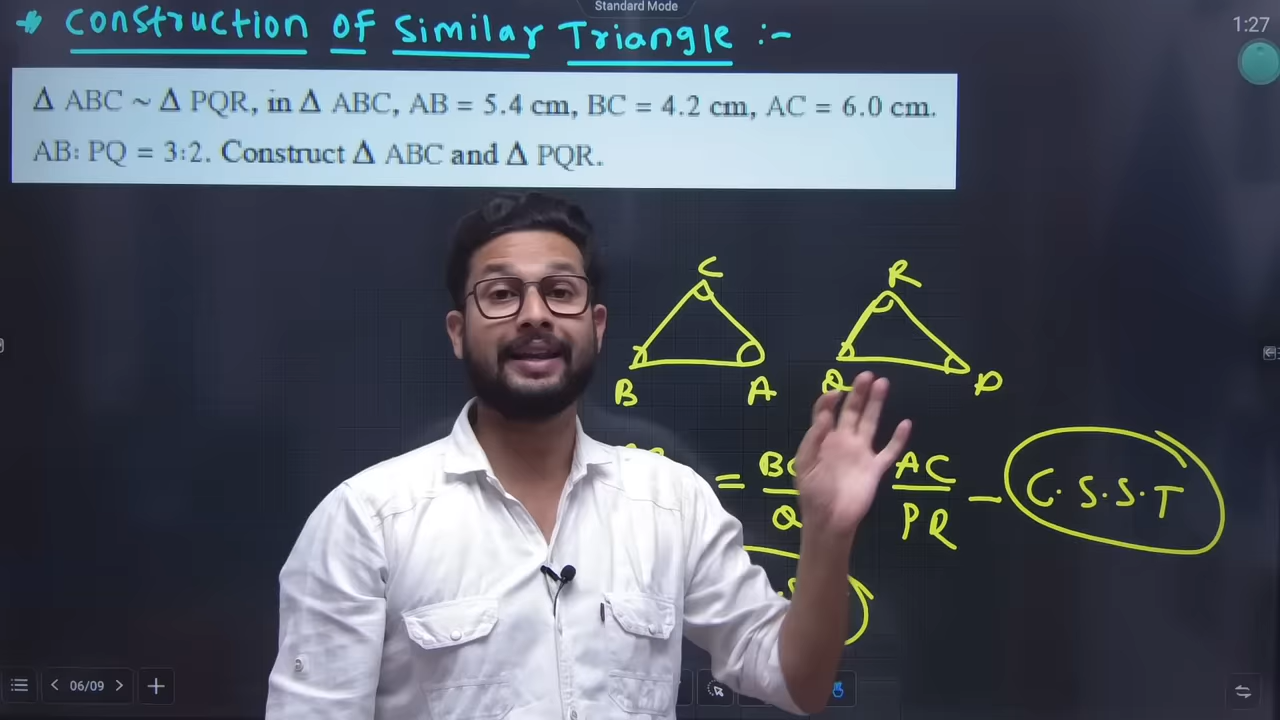 Standard Mode
* Construction of Similar Triangle :-
1:27
Δ ABC ~ Δ PQR, in Δ ABC, AB = 5.4 cm, BC = 4.2 cm, AC = 6.0 cm.
AB: PQ = 3:2. Construct Δ ABC and Δ PQR.
C R
B A Q P
= BC AC - C.S.S.T
Q PR
06/09